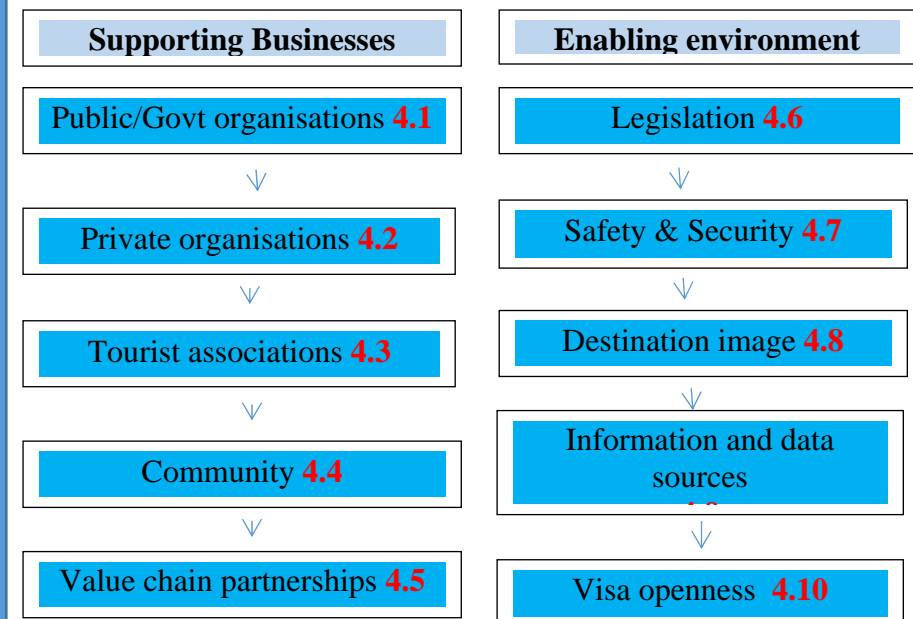 Supporting Businesses
Public/Govt organisations 4.1
Private organisations 4.2
Tourist associations 4.3
Community 4.4
Value chain partnerships 4.5
Enabling environment
Legislation 4.6
Safety & Security 4.7
Destination image 4.8
Information and data
sources
Visa openness 4.10